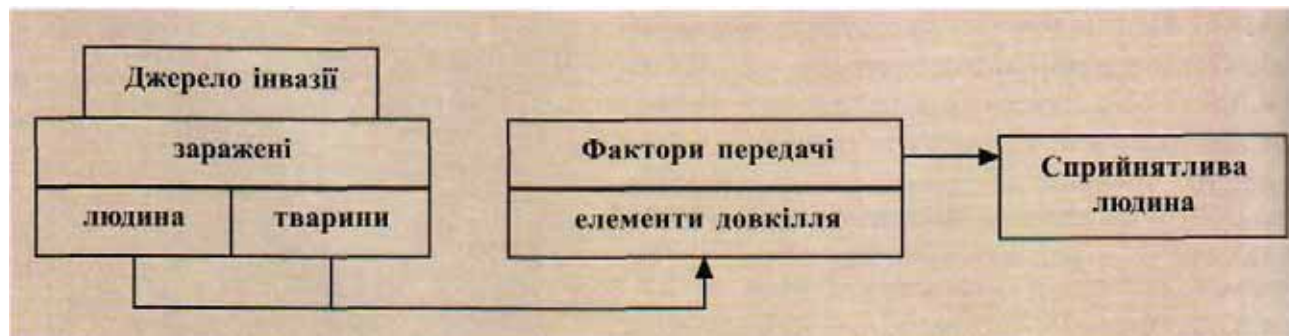 Джерело інвазії
заражені
людина
тварини
Фактори передачі
елементи довкілля
Сприйнятлива
людина